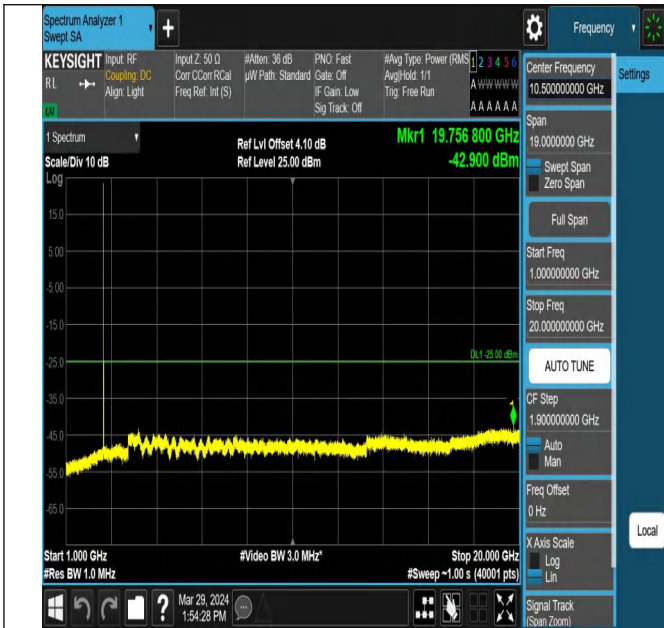 Spectrum Analyzer 1
Swept SA
Frequency
KEYSIGHT
RL
LXI
Input: RF
Coupling: DC
Align: Light
Input Z: 50 Ω
Corr CCorr RCal
Freq Ref: Int (S)
#Atten: 36 dB
µW Path: Standard
PNO: Fast
Gate: Off
IF Gain: Low
Sig Track: Off
#Avg Type: Power (RMS
Avg|Hold: 1/1
Trig: Free Run
1 2 3 4 5 6
A W W W W W
A A A A A A
Center Frequency
10.500000000 GHz
Settings
1 Spectrum
Scale/Div 10 dB
Ref Lvl Offset 4.10 dB
Ref Level 25.00 dBm
Mkr1 19.756 800 GHz
-42.900 dBm
Log
15.0
5.00
-5.00
-15.0
-25.0
-35.0
-45.0
-55.0
-65.0
DL1 -25.00 dBm
1
Start 1.000 GHz
#Res BW 1.0 MHz
#Video BW 3.0 MHz*
Stop 20.000 GHz
#Sweep ~1.00 s (40001 pts)
Span
19.0000000 GHz
Swept Span
Zero Span
Full Span
Start Freq
1.000000000 GHz
Stop Freq
20.000000000 GHz
AUTO TUNE
CF Step
1.900000000 GHz
Auto
Man
Freq Offset
0 Hz
X Axis Scale
Log
Lin
Local
Signal Track
(Span Zoom)
?
Mar 29, 2024
1:54:28 PM